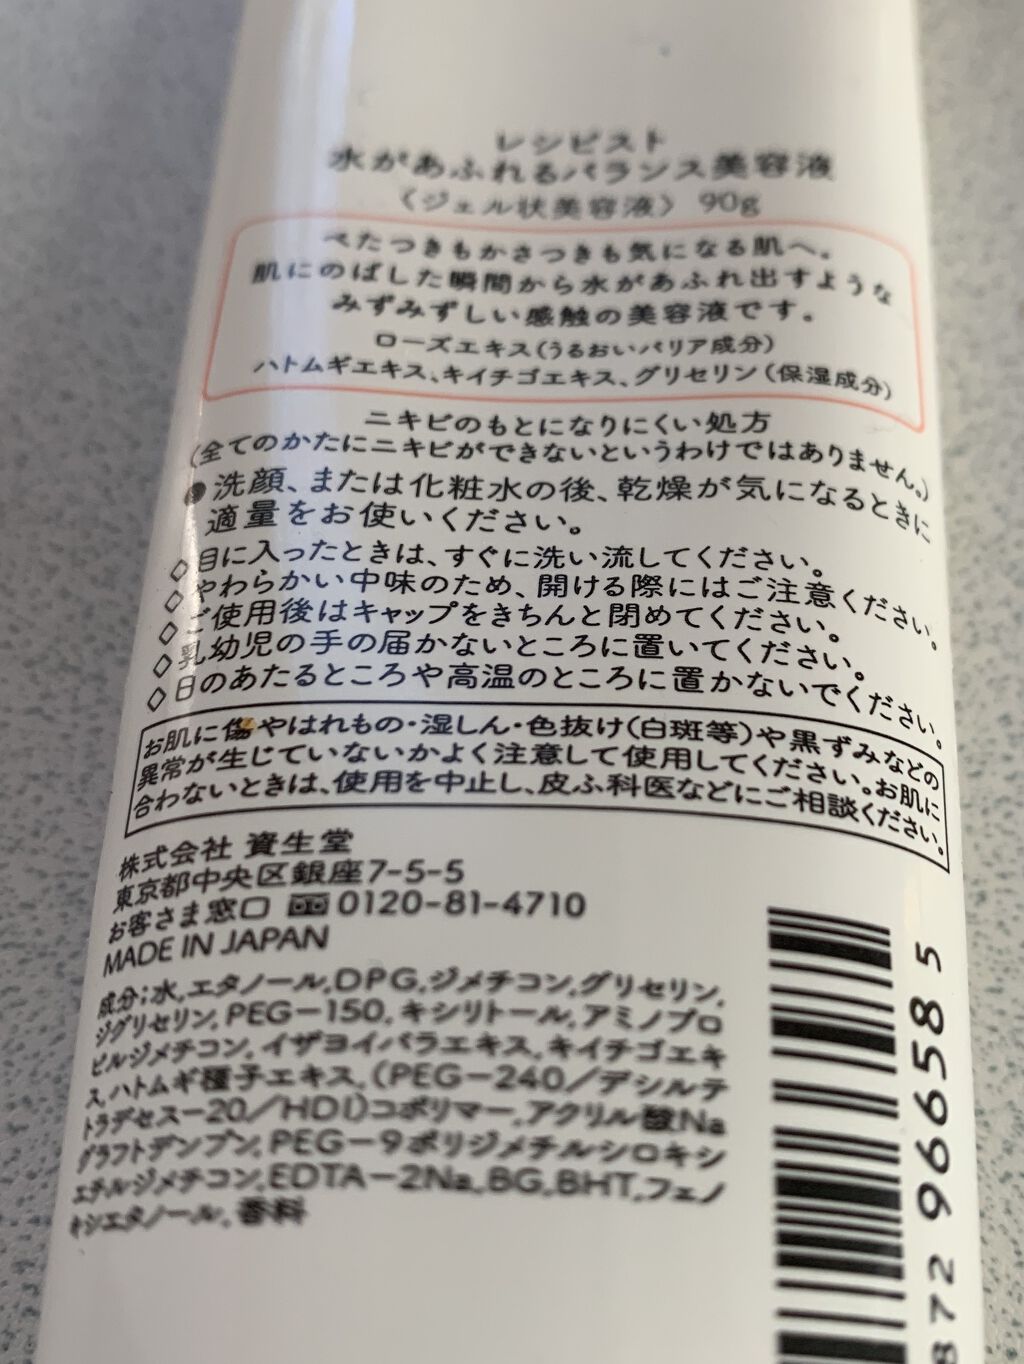 レシピスト
水があふれるバランス美容液
〈ジェル状美容液〉 90g
べたつきもかさつきも気になる肌へ。
肌にのばした瞬間から水があふれ出すような
みずみずしい感触の美容液です。
ローズエキス(うるおいバリア成分)
ハトムギエキス、キイチゴエキス、グリセリン(保湿成分)
ニキビのもとになりにくい処方
(全てのかたにニキビができないというわけではありません。)
●洗顔、または化粧水の後、乾燥が気になるときに
適量をお使いください。
◇目に入ったときは、すぐに洗い流してください。
◇やわらかい中味のため、開ける際にはご注意ください。
◇ご使用後はキャップをきちんと閉めてください。
◇乳幼児の手の届かないところに置いてください。
◇日のあたるところや高温のところに置かないでください。
お肌に傷やはれもの・湿しん・色抜け(白斑等)や黒ずみなどの
異常が生じていないかよく注意して使用してください。お肌に
合わないときは、使用を中止し、皮ふ科医などにご相談ください。
株式会社 資生堂
東京都中央区銀座7-5-5
お客さま窓口 0120-81-4710
MADE IN JAPAN
成分;水,エタノール,DPG,ジメチコン,グリセリン,
ジグリセリン,PEG-150,キシリトール,アミノプロ
ピルジメチコン,イザヨイバラエキス,キイチゴエキ
ス,ハトムギ種子エキス,(PEG-240/デシルテ
トラデセス-20/HDI)コポリマー,アクリル酸Na
グラフトデンプン,PEG-9ポリジメチルシロキシ
エチルジメチコン,EDTA-2Na,BG,BHT,フェノ
キシエタノール,香料
872 966585